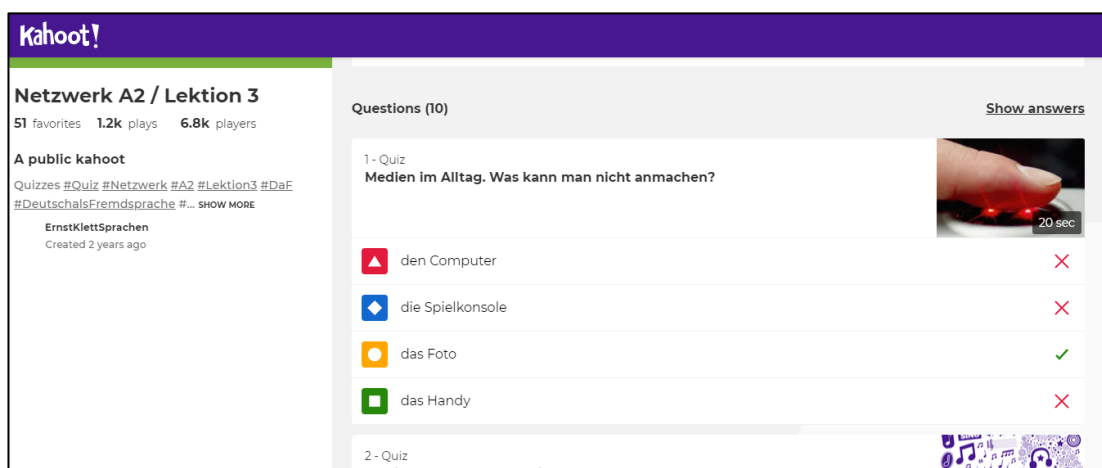 Kahoot!
Netzwerk A2 / Lektion 3
51 favorites 1.2k plays 6.8k players
A public kahoot
Quizzes #Quiz #Netzwerk #A2 #Lektion3 #DaF
#DeutschalsFremdsprache #... SHOW MORE
ErnstKlettSprachen
Created 2 years ago
Questions (10)
Show answers
1 - Quiz
Medien im Alltag. Was kann man nicht anmachen?
20 sec
den Computer
die Spielkonsole
das Foto
das Handy
2 - Quiz